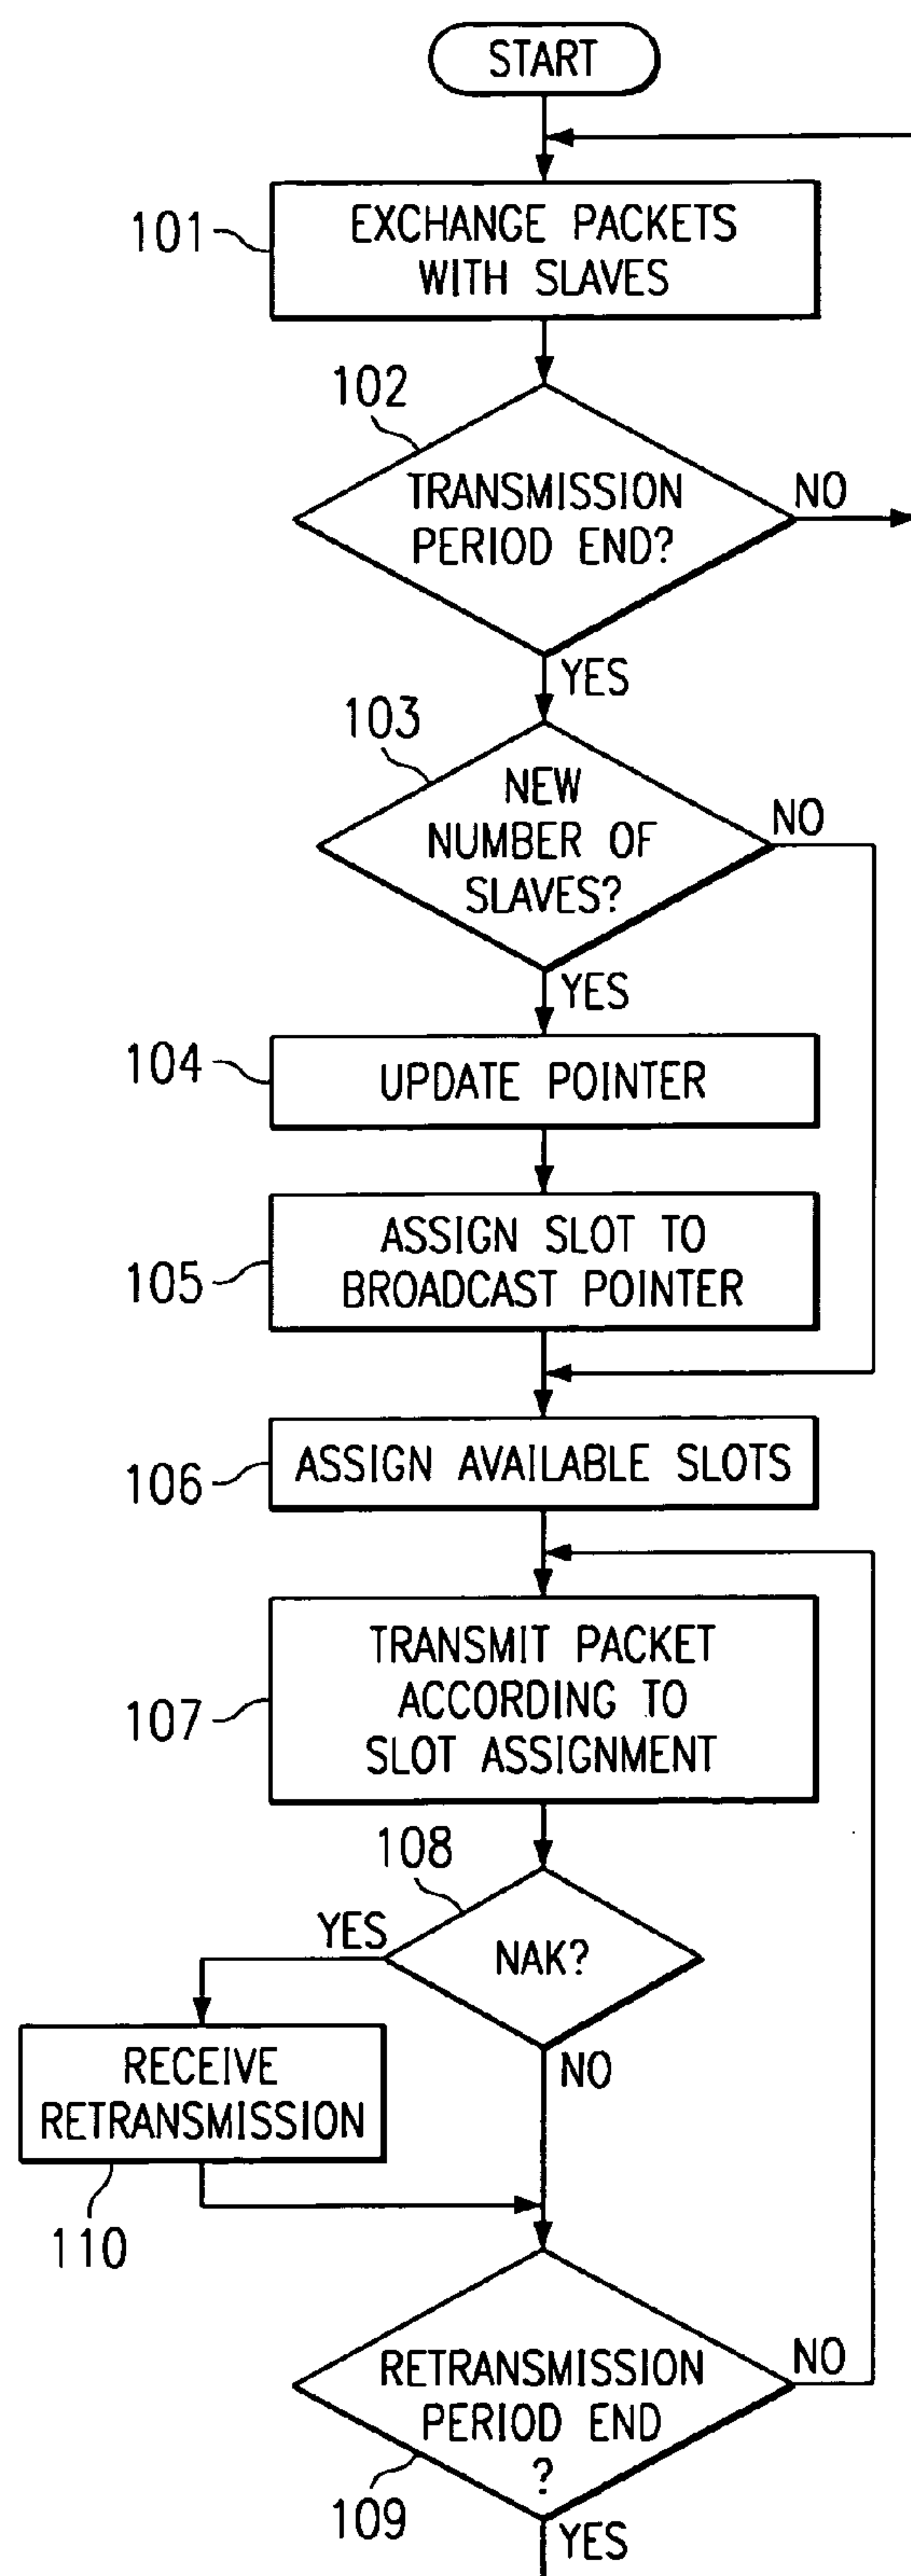 START
101
EXCHANGE PACKETS
WITH SLAVES
102
TRANSMISSION
PERIOD END?
NO
YES
103
NEW
NUMBER OF
SLAVES?
NO
YES
104
UPDATE POINTER
105
ASSIGN SLOT TO
BROADCAST POINTER
106
ASSIGN AVAILABLE SLOTS
107
TRANSMIT PACKET
ACCORDING TO
SLOT ASSIGNMENT
108
YES
NAK?
NO
RECEIVE
RETRANSMISSION
110
RETRANSMISSION
PERIOD END
?
NO
109
YES